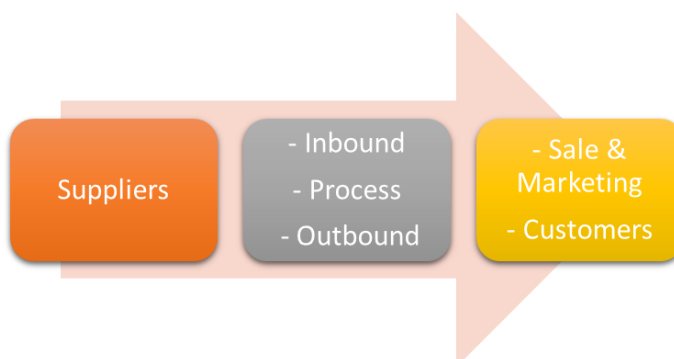 Suppliers
- Inbound
- Process
- Outbound
- Sale &
Marketing
- Customers